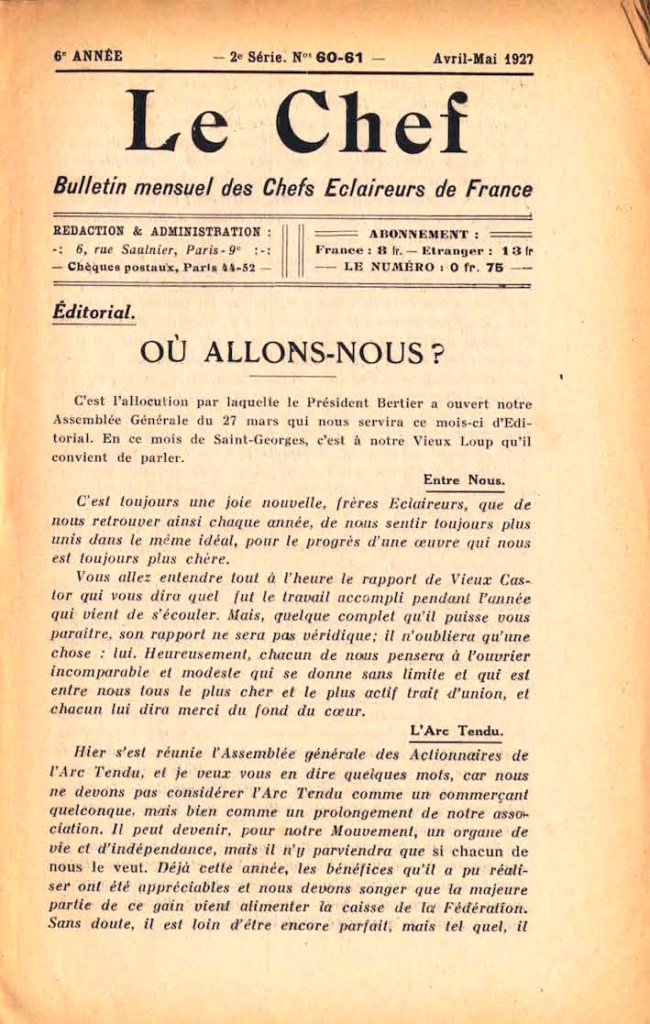 6e ANNÉE — 2e Série. Nos 60-61 — Avril-Mai 1927
Le Chef
Bulletin mensuel des Chefs Eclaireurs de France
REDACTION & ADMINISTRATION :
-: 6, rue Saulnier, Paris-9e :-:
— Chèques postaux, Paris 44-52 —
ABONNEMENT :
France : 8 fr. — Etranger : 13 fr
— LE NUMÉRO : 0 fr. 75 —
Éditorial.
OÙ ALLONS-NOUS ?
C'est l'allocution par laquelle le Président Bertier a ouvert notre
Assemblée Générale du 27 mars qui nous servira ce mois-ci d'Edi-
torial. En ce mois de Saint-Georges, c'est à notre Vieux Loup qu'il
convient de parler.
Entre Nous.
C'est toujours une joie nouvelle, frères Eclaireurs, que de
nous retrouver ainsi chaque année, de nous sentir toujours plus
unis dans le même idéal, pour le progrès d'une œuvre qui nous
est toujours plus chère.
Vous allez entendre tout à l'heure le rapport de Vieux Cas-
tor qui vous dira quel fut le travail accompli pendant l'année
qui vient de s'écouler. Mais, quelque complet qu'il puisse vous
paraître, son rapport ne sera pas véridique; il n'oubliera qu'une
chose : lui. Heureusement, chacun de nous pensera à l'ouvrier
incomparable et modeste qui se donne sans limite et qui est
entre nous tous le plus cher et le plus actif trait d'union, et
chacun lui dira merci du fond du cœur.
L'Arc Tendu.
Hier s'est réunie l'Assemblée générale des Actionnaires de
l'Arc Tendu, et je veux vous en dire quelques mots, car nous
ne devons pas considérer l'Arc Tendu comme un commerçant
quelconque, mais bien comme un prolongement de notre asso-
ciation. Il peut devenir, pour notre Mouvement, un organe de
vie et d'indépendance, mais il n'y parviendra que si chacun de
nous le veut. Déjà cette année, les bénéfices qu'il a pu réali-
ser ont été appréciables et nous devons songer que la majeure
partie de ce gain vient alimenter la caisse de la Fédération.
Sans doute, il est loin d'être encore parfait, mais tel quel, il